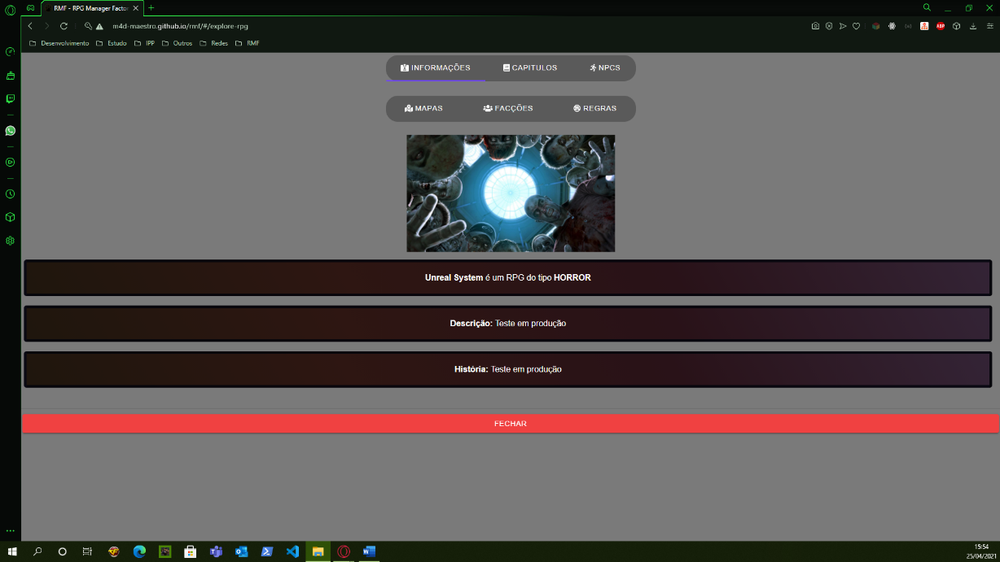 RMF - RPG Manager Factor
m4d-maestro.github.io/rmf/#/explore-rpg
Desenvolvimento Estudo IPP Outros Redes RMF
ABP
INFORMAÇÕES CAPITULOS NPCS
MAPAS FACÇÕES REGRAS
Unreal System é um RPG do tipo HORROR
Descrição: Teste em produção
História: Teste em produção
FECHAR
15:54
25/04/2021